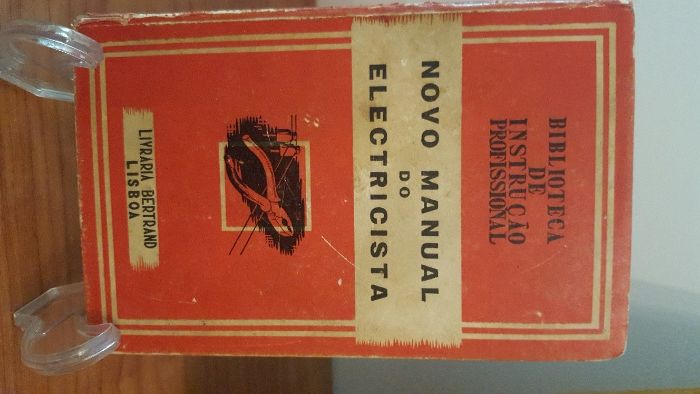 BIBLIOTECA
DE
INSTRUÇÃO
PROFISSIONAL
NOVO MANUAL
DO
ELECTRICISTA
LIVRARIA BERTRAND
LISBOA